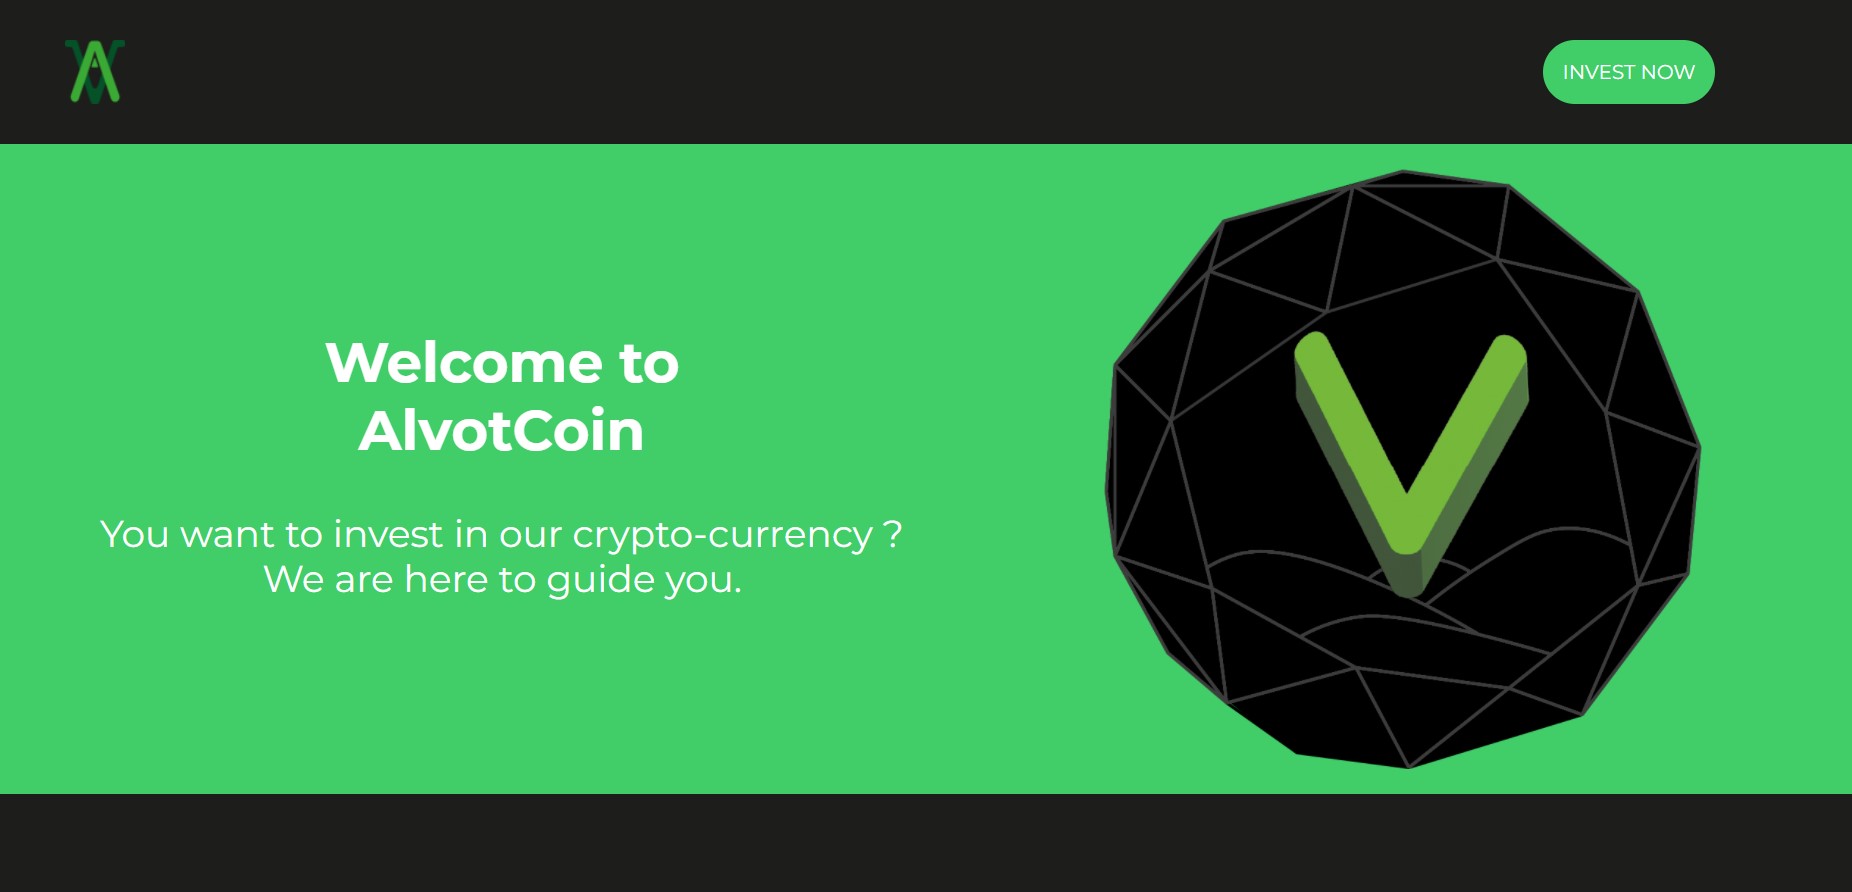 INVEST NOW
Welcome to
AlvotCoin
You want to invest in our crypto-currency ?
We are here to guide you.